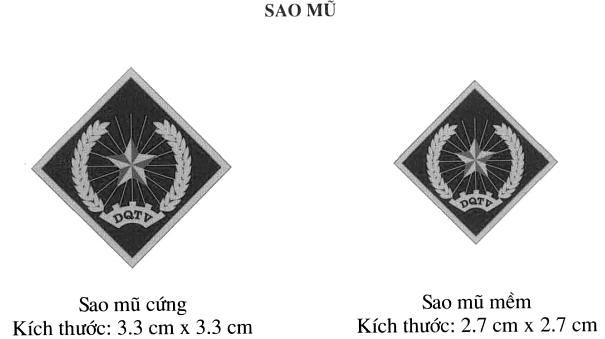 SAO MŨ
DQTV
DQTV
Sao mũ cứng
Kích thước: 3.3 cm x 3.3 cm
Sao mũ mềm
Kích thước: 2.7 cm x 2.7 cm